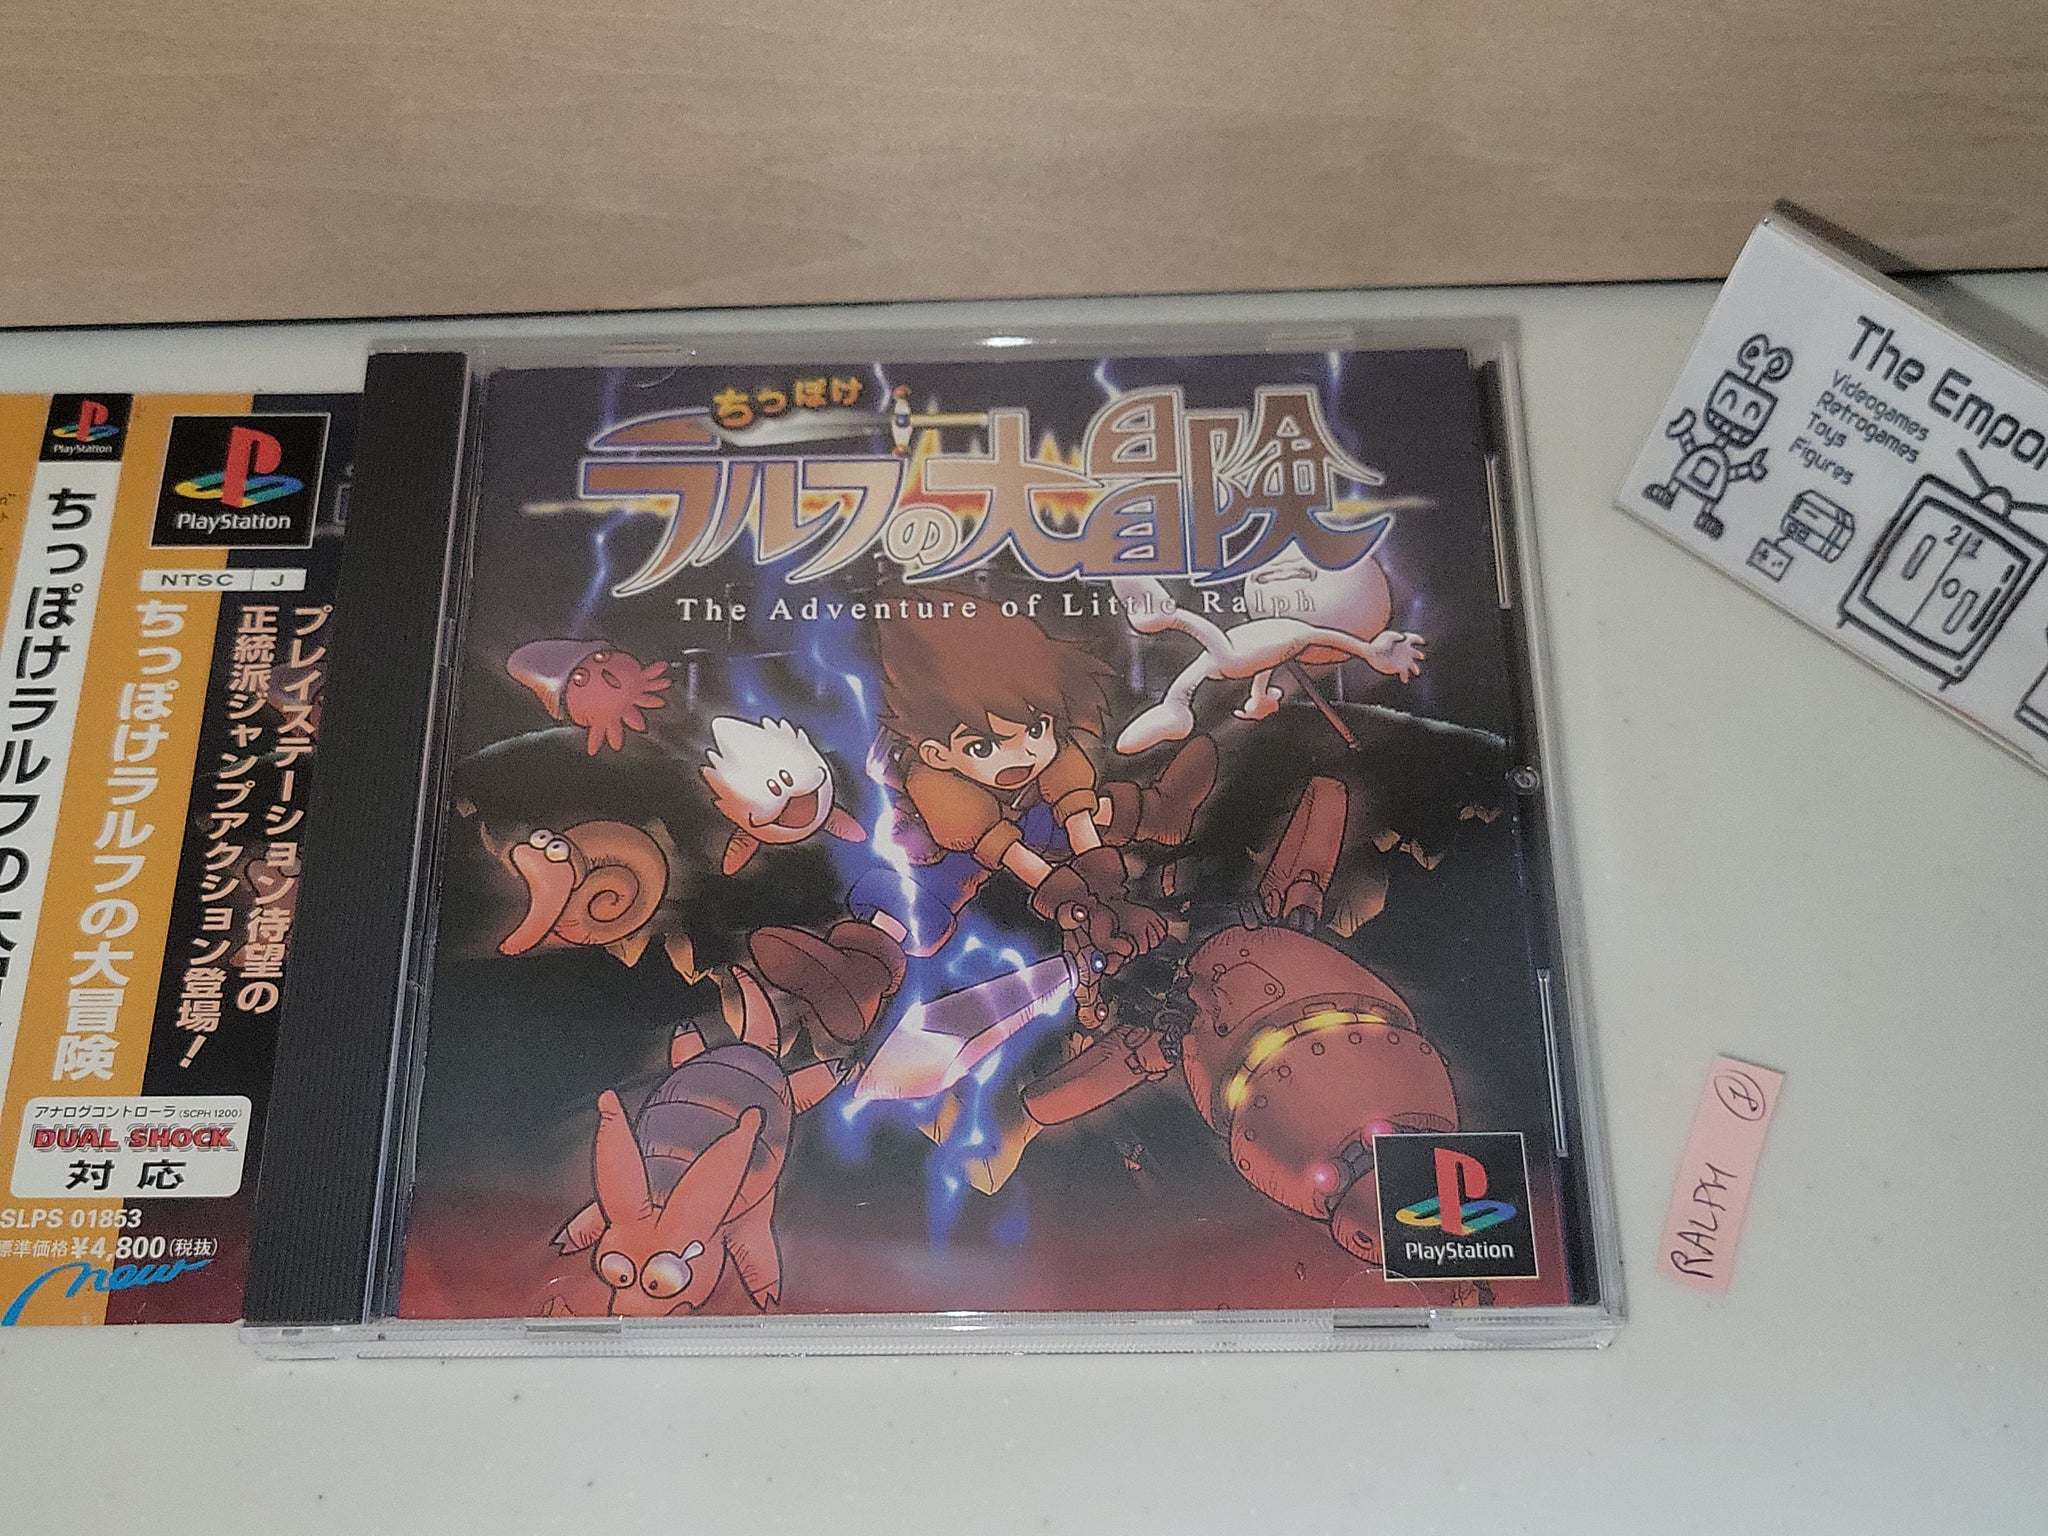 PlayStation
ちっぽけラルフの大冒
PlayStation
NTSC J
プレイステーション待望の
正統派ジャンプアクション登場!
ちっぽけラルフの大冒険
アナログコントローラ(SCPH 1200)
DUAL SHOCK
対応
SLPS 01853
標準価格¥4,800(税抜)
new
ちっぽけ
ラルフの大冒険
The Adventure of Little Ralph
PlayStation
The Empor
Videogames
Retrogames
Toys
Figures
21
RALPH 1